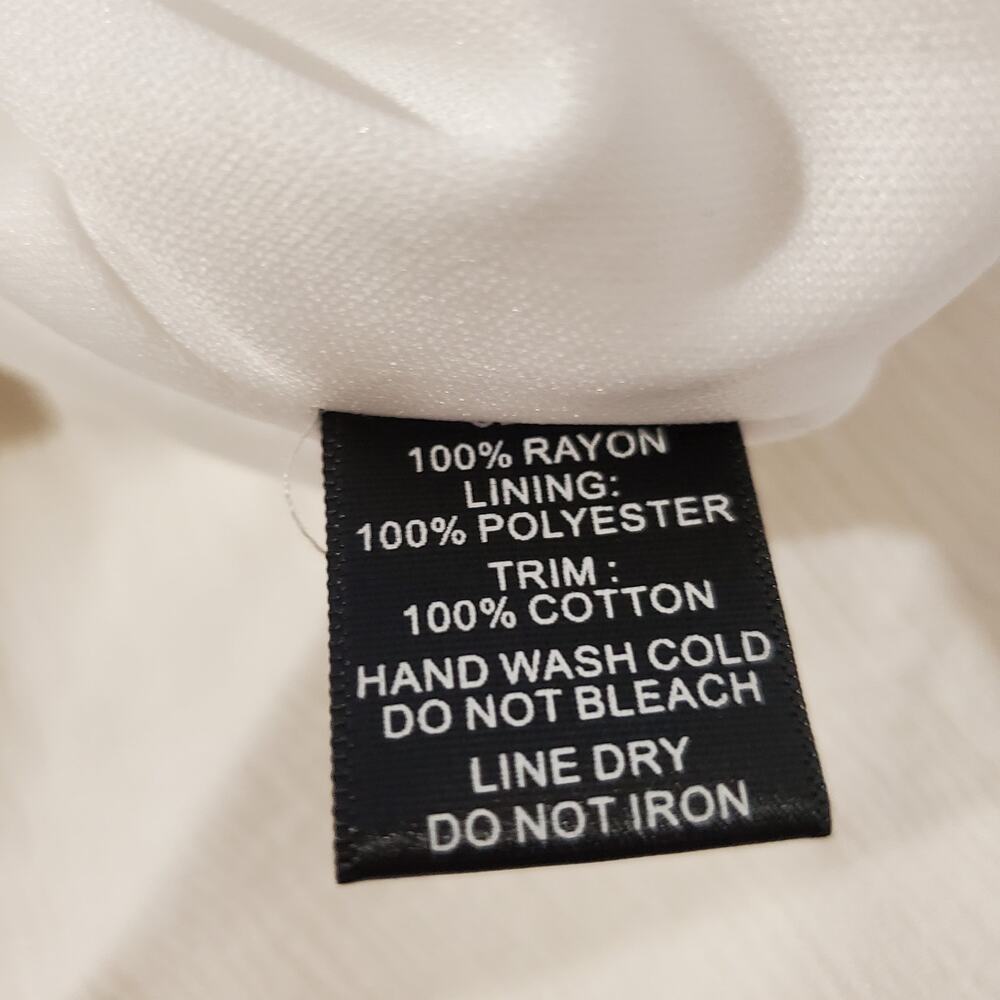 100% RAYON
LINING:
100% POLYESTER
TRIM :
100% COTTON
HAND WASH COLD
DO NOT BLEACH
LINE DRY
DO NOT IRON